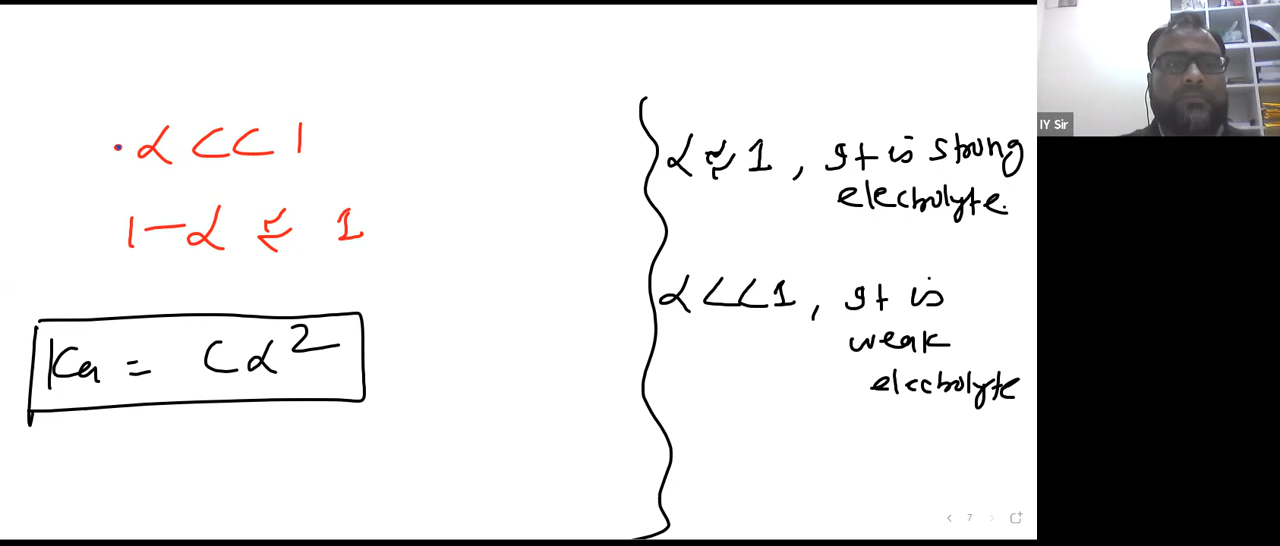 α << 1
1-α ≈ 1
Ka = Cα²
α ≈ 1, It is strong
electrolyte.
α << 1, It is
weak
electrolyte
IY Sir
7